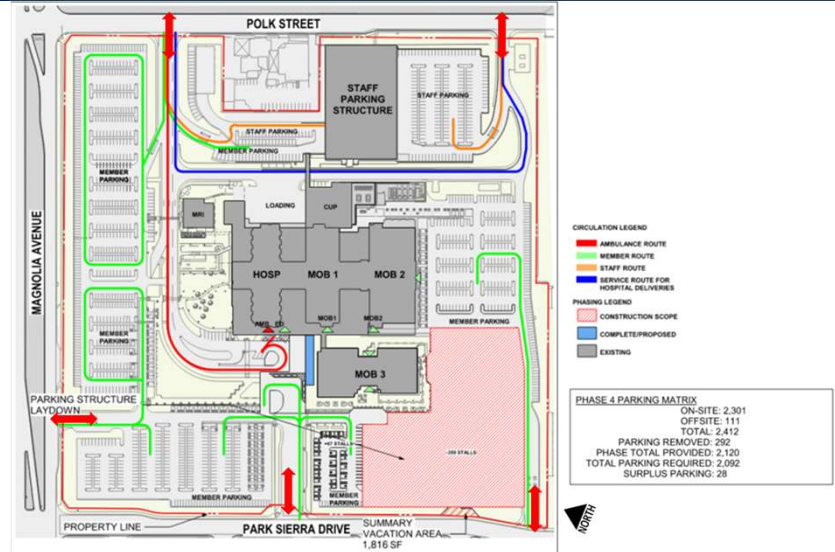 POLK STREET
STAFF
PARKING
STRUCTURE
STAFF PARKING
STAFF PARKING
MEMBER PARKING
MEMBER
PARKING
MAGNOLIA AVENUE
LOADING
CUP
MRI
HOSP
MOB 1
MOB 2
AMB
ED
MOB1
MOB2
MEMBER PARKING
MOB 3
MEMBER
PARKING
PARKING STRUCTURE
LAYDOWN
MEMBER PARKING
MEMBER
PARKING
PROPERTY LINE
PARK SIERRA DRIVE
SUMMARY
VACATION AREA
1,816 SF
NORTH
CIRCULATION LEGEND
AMBULANCE ROUTE
MEMBER ROUTE
STAFF ROUTE
SERVICE ROUTE FOR
HOSPITAL DELIVERIES
PHASING LEGEND
CONSTRUCTION SCOPE
COMPLETE/PROPOSED
EXISTING
PHASE 4 PARKING MATRIX
ON-SITE: 2,301
OFFSITE: 111
TOTAL: 2,412
PARKING REMOVED: 292
PHASE TOTAL PROVIDED: 2,120
TOTAL PARKING REQUIRED: 2,092
SURPLUS PARKING: 28